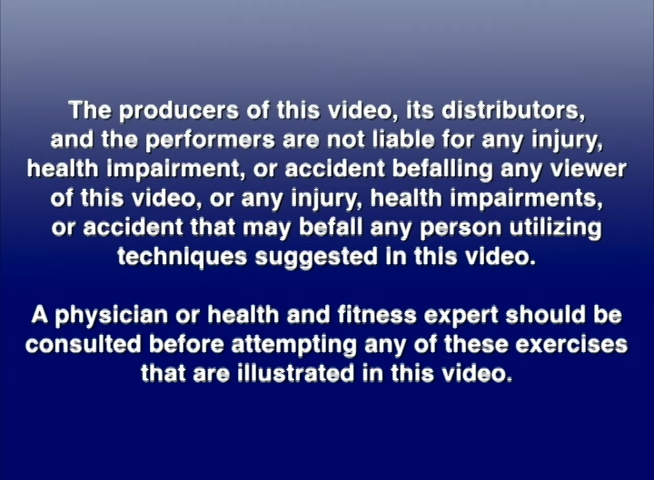 The producers of this video, its distributors,
and the performers are not liable for any injury,
health impairment, or accident befalling any viewer
of this video, or any injury, health impairments,
or accident that may befall any person utilizing
techniques suggested in this video.
A physician or health and fitness expert should be
consulted before attempting any of these exercises
that are illustrated in this video.